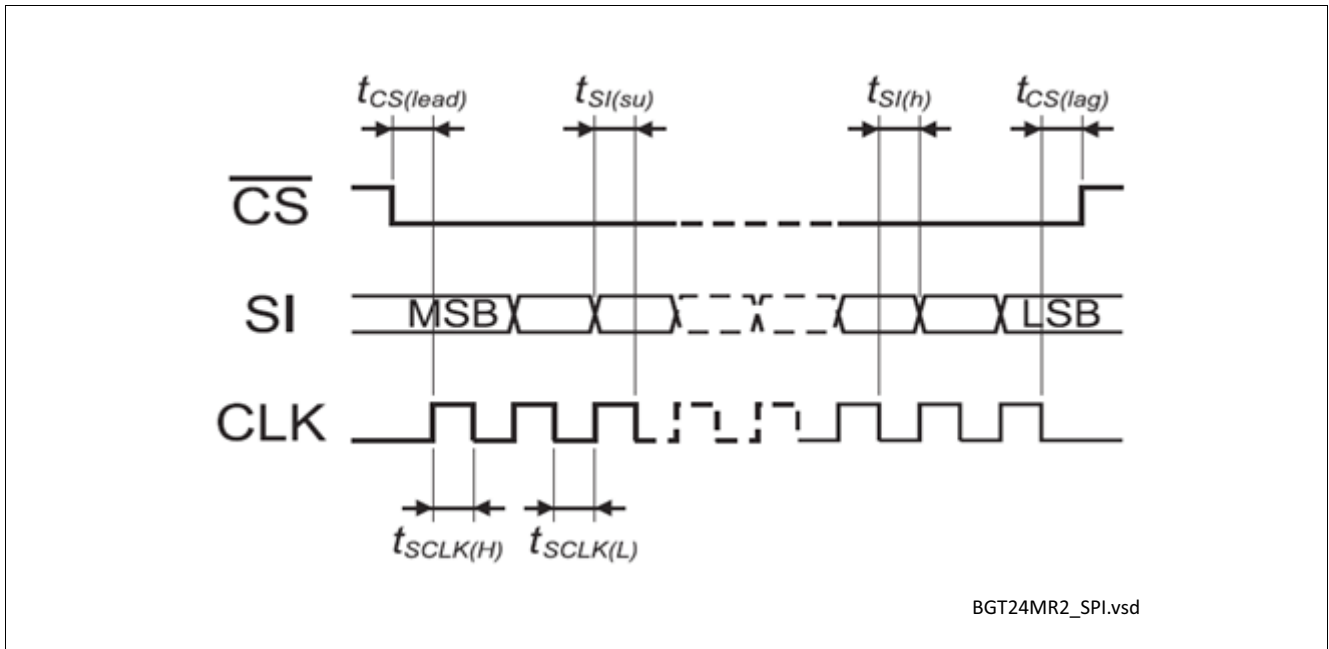 tCS(lead) tSI(su) tSI(h) tCS(lag)
CS
SI MSB LSB
CLK
tSCLK(H) tSCLK(L)
BGT24MR2_SPI.vsd